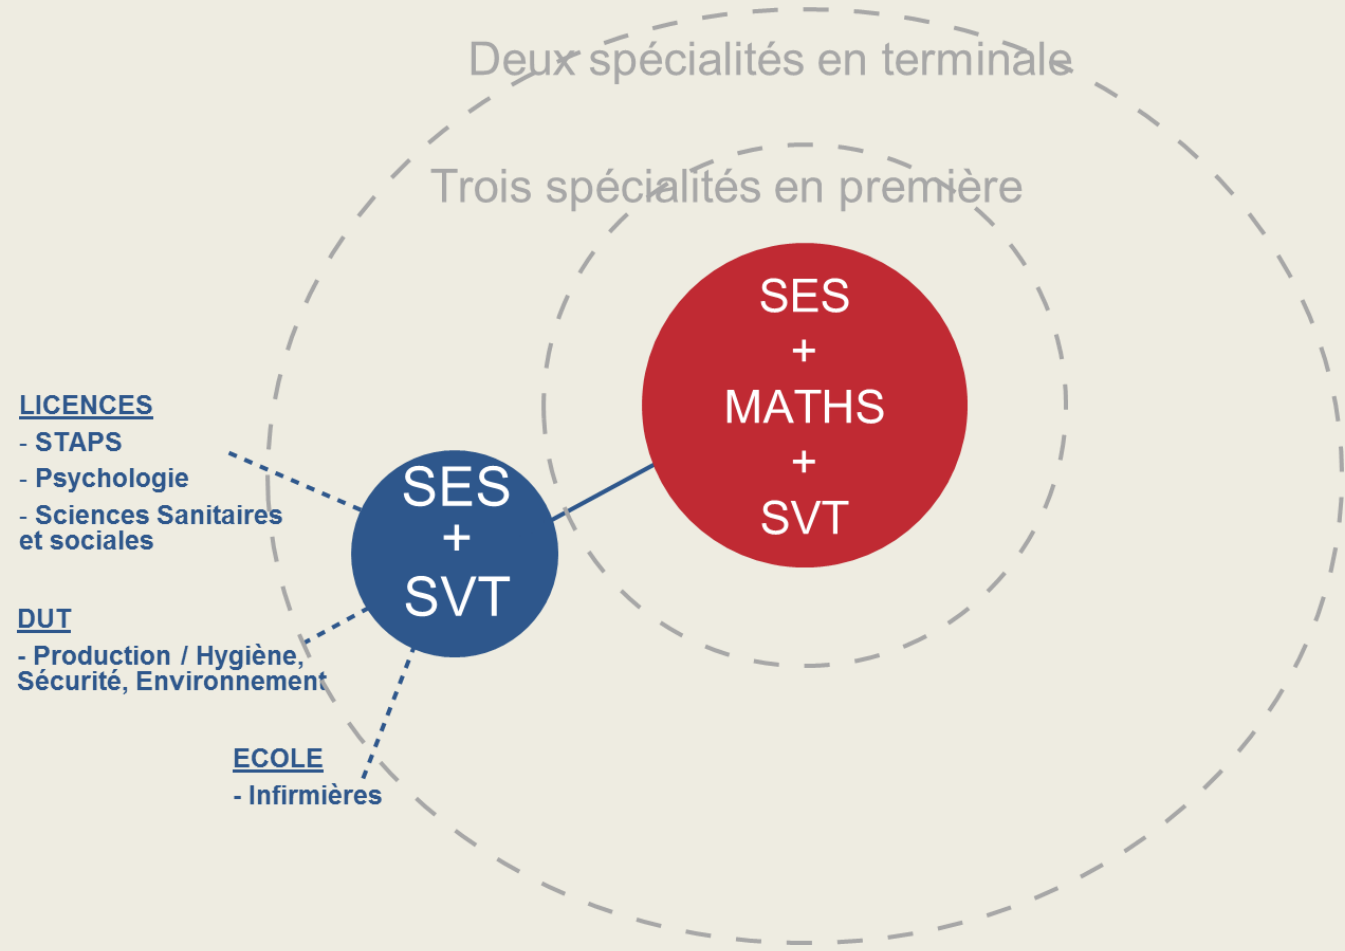 Deux spécialités en terminale
Trois spécialités en première
SES
+
MATHS
+
SVT
LICENCES
- STAPS
- Psychologie
- Sciences Sanitaires
et sociales
SES
+
SVT
DUT
- Production / Hygiène,
Sécurité, Environnement
ECOLE
- Infirmières